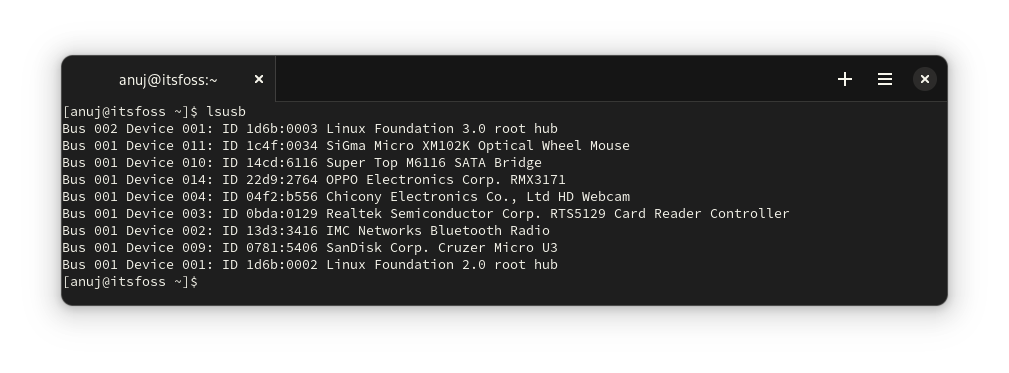 anuj@itsfoss:~
[anuj@itsfoss ~]$ lsusb
Bus 002 Device 001: ID 1d6b:0003 Linux Foundation 3.0 root hub
Bus 001 Device 011: ID 1c4f:0034 SiGma Micro XM102K Optical Wheel Mouse
Bus 001 Device 010: ID 14cd:6116 Super Top M6116 SATA Bridge
Bus 001 Device 014: ID 22d9:2764 OPPO Electronics Corp. RMX3171
Bus 001 Device 004: ID 04f2:b556 Chicony Electronics Co., Ltd HD Webcam
Bus 001 Device 003: ID 0bda:0129 Realtek Semiconductor Corp. RTS5129 Card Reader Controller
Bus 001 Device 002: ID 13d3:3416 IMC Networks Bluetooth Radio
Bus 001 Device 009: ID 0781:5406 SanDisk Corp. Cruzer Micro U3
Bus 001 Device 001: ID 1d6b:0002 Linux Foundation 2.0 root hub
[anuj@itsfoss ~]$